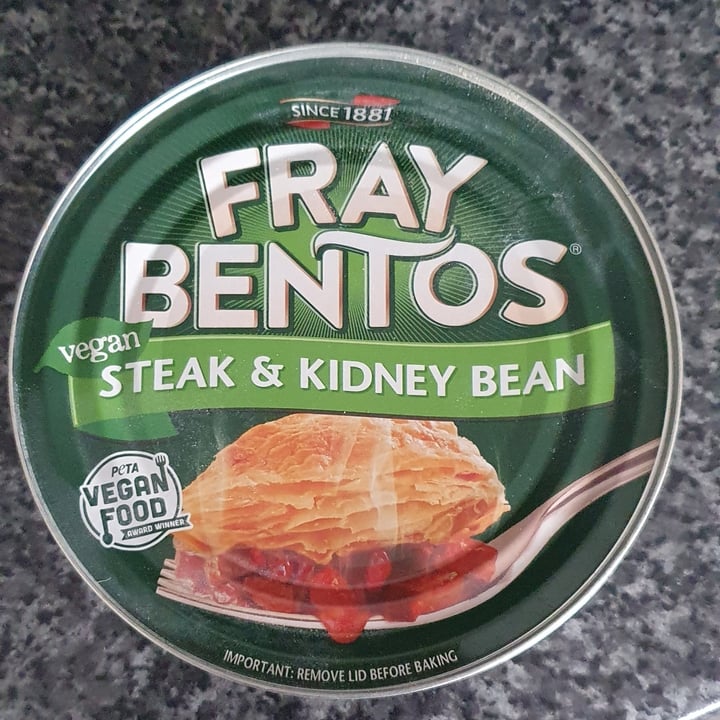 SINCE 1881
FRAY
BENTOS®
vegan
STEAK & KIDNEY BEAN
PETA
VEGAN
FOOD
AWARD WINNER
IMPORTANT: REMOVE LID BEFORE BAKING